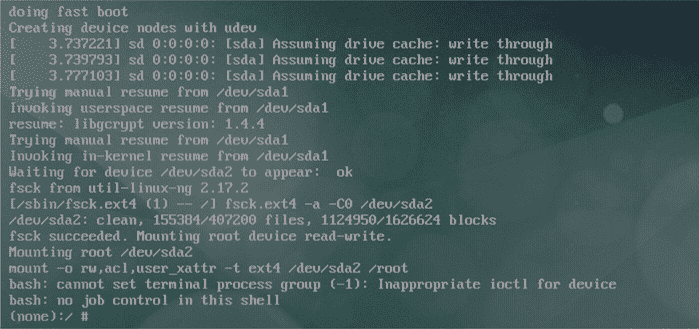 doing fast boot
Creating device nodes with udev
[    3.737221] sd 0:0:0:0: [sda] Assuming drive cache: write through
[    3.739793] sd 0:0:0:0: [sda] Assuming drive cache: write through
[    3.777103] sd 0:0:0:0: [sda] Assuming drive cache: write through
Trying manual resume from /dev/sda1
Invoking userspace resume from /dev/sda1
resume: libgcrypt version: 1.4.4
Trying manual resume from /dev/sda1
Invoking in-kernel resume from /dev/sda1
Waiting for device /dev/sda2 to appear:  ok
fsck from util-linux-ng 2.17.2
[/sbin/fsck.ext4 (1) -- /] fsck.ext4 -a -C0 /dev/sda2
/dev/sda2: clean, 155384/407200 files, 1124950/1626624 blocks
fsck succeeded. Mounting root device read-write.
Mounting root /dev/sda2
mount -o rw,acl,user_xattr -t ext4 /dev/sda2 /root
bash: cannot set terminal process group (-1): Inappropriate ioctl for device
bash: no job control in this shell
(none):/ #